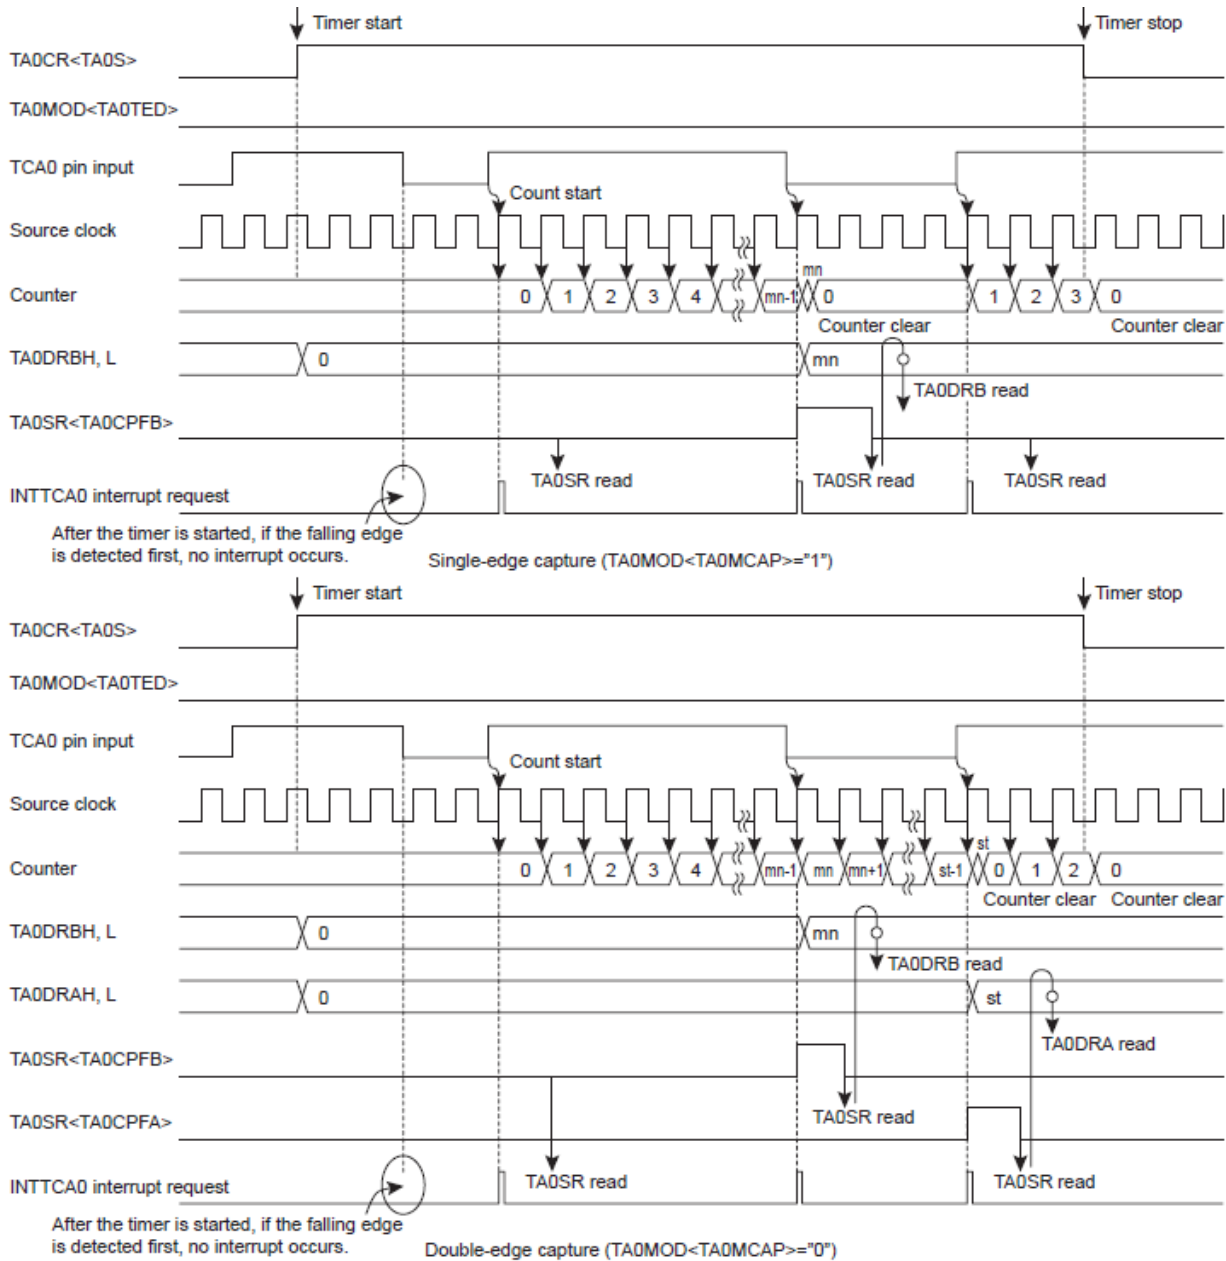 Timer start
Timer stop
TA0CR<TA0S>
TA0MOD<TA0TED>
TCA0 pin input
Count start
Source clock
mn
Counter
0 1 2 3 4 mn-1 0 1 2 3 0
Counter clear
Counter clear
TA0DRBH, L
0
mn
TA0DRB read
TA0SR<TA0CPFB>
TA0SR read
TA0SR read
TA0SR read
INTTCA0 interrupt request
After the timer is started, if the falling edge
is detected first, no interrupt occurs.
Single-edge capture (TA0MOD<TA0MCAP>="1")
Timer start
Timer stop
TA0CR<TA0S>
TA0MOD<TA0TED>
TCA0 pin input
Count start
Source clock
st
Counter
0 1 2 3 4 mn-1 mn mn+1 st-1 0 1 2 0
Counter clear
Counter clear
TA0DRBH, L
0
mn
TA0DRB read
TA0DRAH, L
0
st
TA0DRA read
TA0SR<TA0CPFB>
TA0SR read
TA0SR<TA0CPFA>
TA0SR read
TA0SR read
INTTCA0 interrupt request
After the timer is started, if the falling edge
is detected first, no interrupt occurs.
Double-edge capture (TA0MOD<TA0MCAP>="0")